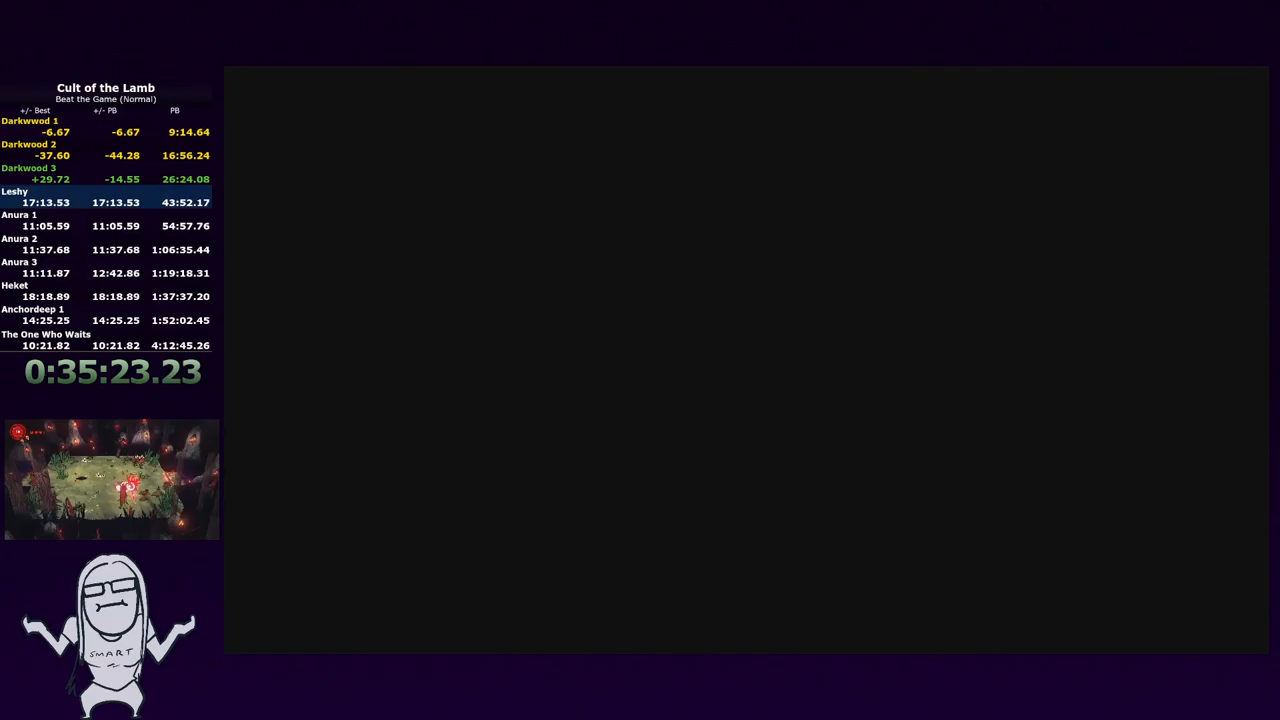 Cult of the Lamb
Beat the Game (Normal)
+/- Best +/- PB PB
Darkwwod 1
-6.67 -6.67 9:14.64
Darkwood 2
-37.60 -44.28 16:56.24
Darkwood 3
+29.72 -14.55 26:24.08
Leshy
17:13.53 17:13.53 43:52.17
Anura 1
11:05.59 11:05.59 54:57.76
Anura 2
11:37.68 11:37.68 1:06:35.44
Anura 3
11:11.87 12:42.86 1:19:18.31
Heket
18:18.89 18:18.89 1:37:37.20
Anchordeep 1
14:25.25 14:25.25 1:52:02.45
The One Who Waits
10:21.82 10:21.82 4:12:45.26
0:35:23.23
SMART